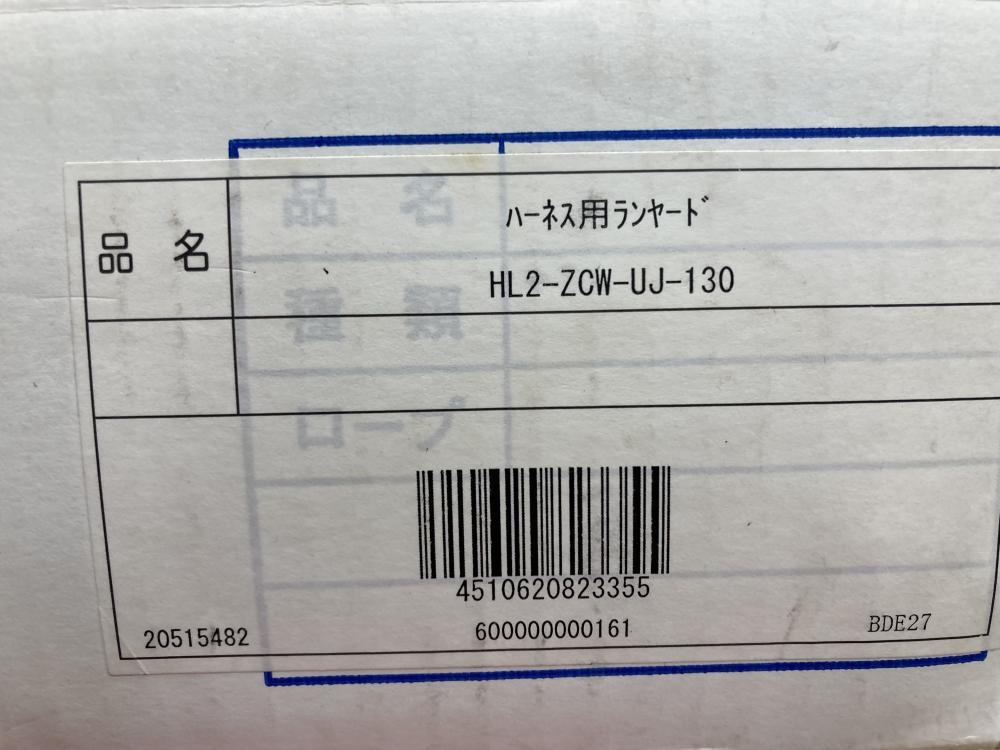 品 名
ﾊｰﾈｽ用ﾗﾝﾔｰﾄﾞ
HL2-ZCW-UJ-130
品 名
種 類
ロープ
4510620823355
600000000161
20515482
BDE27